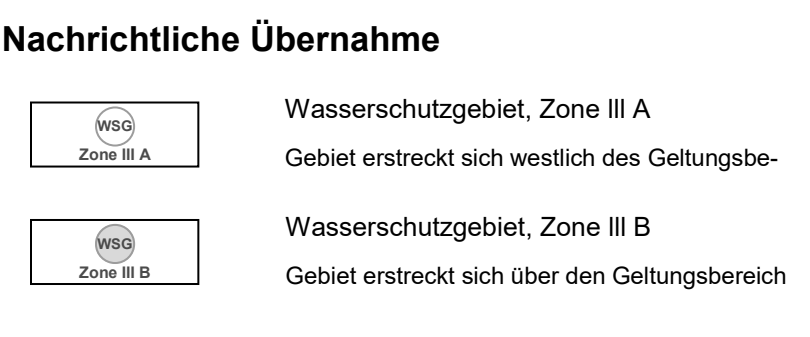 Nachrichtliche Übernahme
WSG
Zone III A
Wasserschutzgebiet, Zone III A
Gebiet erstreckt sich westlich des Geltungsbe-
WSG
Zone III B
Wasserschutzgebiet, Zone III B
Gebiet erstreckt sich über den Geltungsbereich